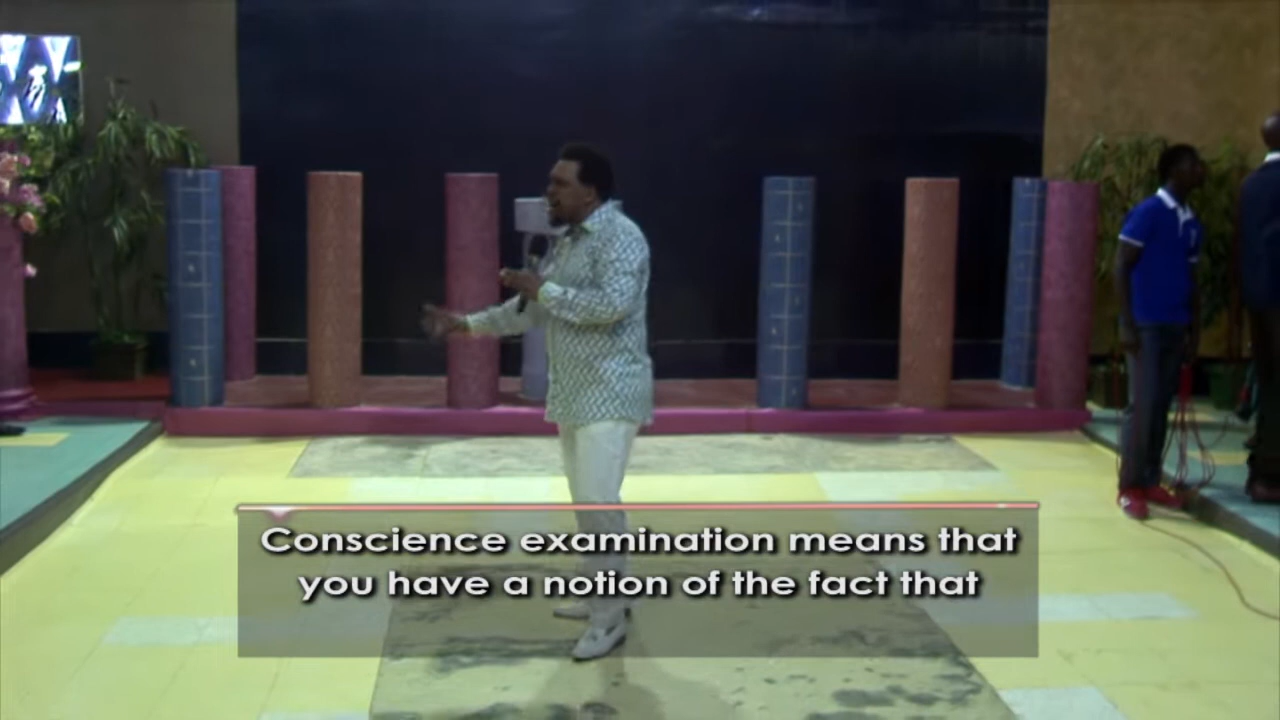 Conscience examination means that
you have a notion of the fact that